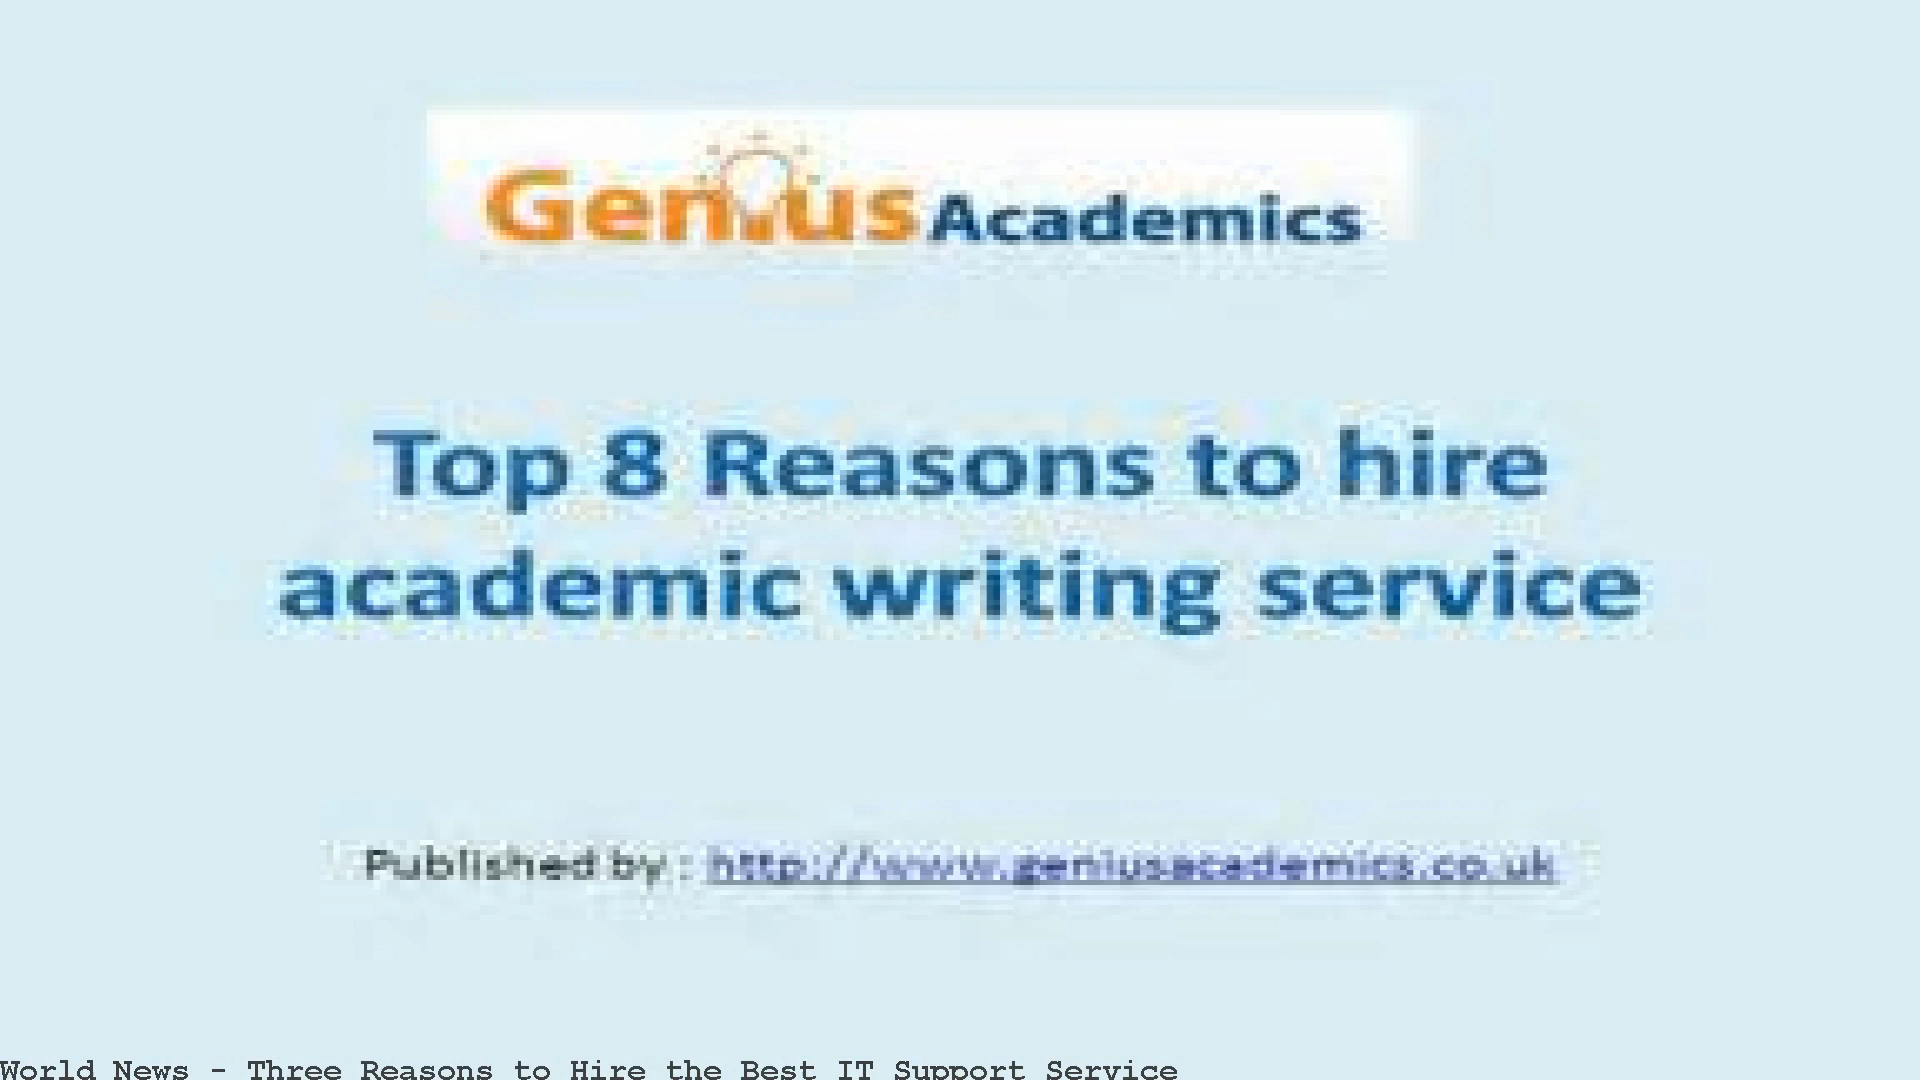 Genius Academics
Top 8 Reasons to hire
academic writing service
Published by : http://www.geniusacademics.co.uk
World News - Three Reasons to Hire the Best IT Support Service